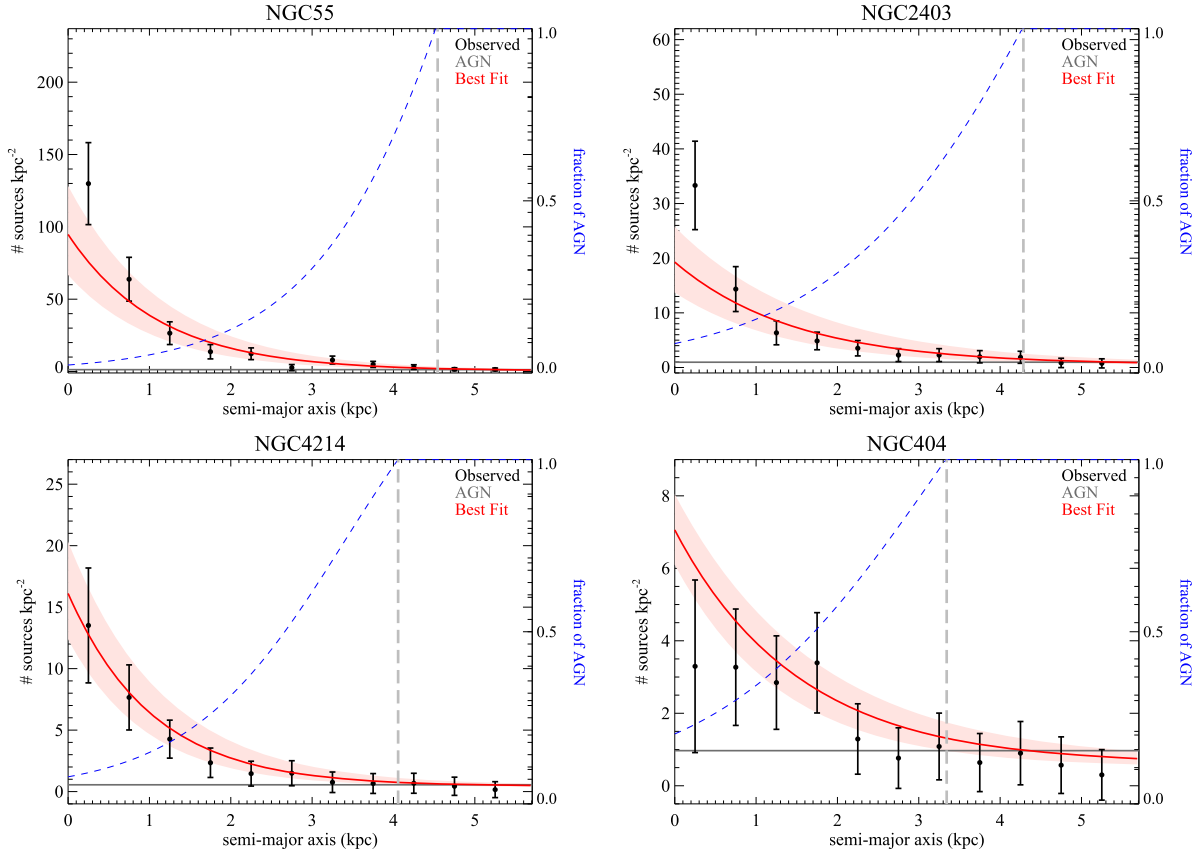 NGC55
Observed
AGN
Best Fit
# sources kpc-2
200
150
100
50
0
1.0
0.5
0.0
fraction of AGN
0 1 2 3 4 5
semi-major axis (kpc)
NGC2403
Observed
AGN
Best Fit
# sources kpc-2
60
50
40
30
20
10
0
1.0
0.5
0.0
fraction of AGN
0 1 2 3 4 5
semi-major axis (kpc)
NGC4214
Observed
AGN
Best Fit
# sources kpc-2
25
20
15
10
5
0
1.0
0.5
0.0
fraction of AGN
0 1 2 3 4 5
semi-major axis (kpc)
NGC404
Observed
AGN
Best Fit
# sources kpc-2
8
6
4
2
0
1.0
0.5
0.0
fraction of AGN
0 1 2 3 4 5
semi-major axis (kpc)